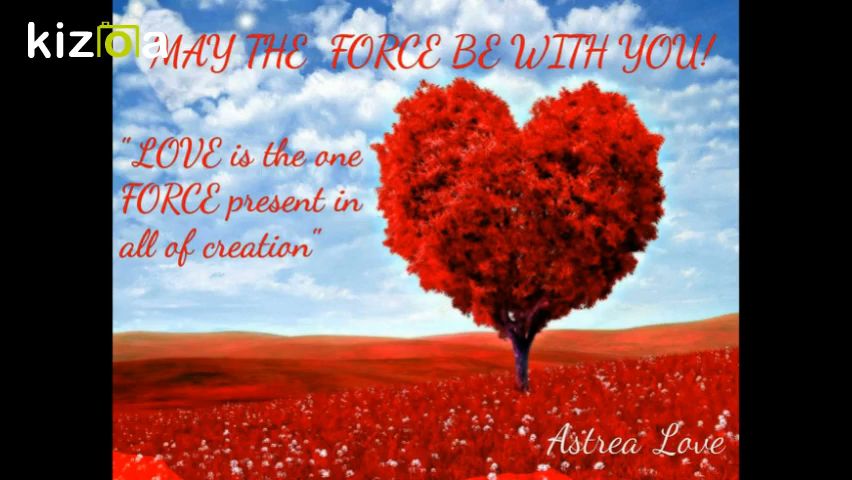 kizoa
MAY THE FORCE BE WITH YOU!
"LOVE is the one
FORCE present in
all of creation"
Astrea Love